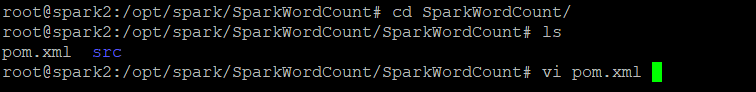 root@spark2:/opt/spark/SparkWordCount# cd SparkWordCount/
root@spark2:/opt/spark/SparkWordCount/SparkWordCount# ls
pom.xml  src
root@spark2:/opt/spark/SparkWordCount/SparkWordCount# vi pom.xml